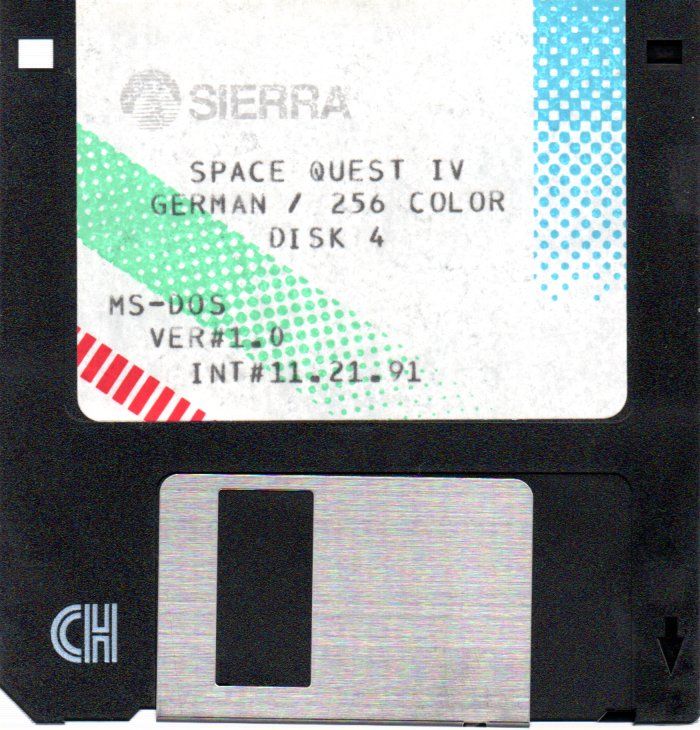 SIERRA
SPACE QUEST IV
GERMAN / 256 COLOR
DISK 4
MS-DOS
VER#1.0
INT#11.21.91
CH